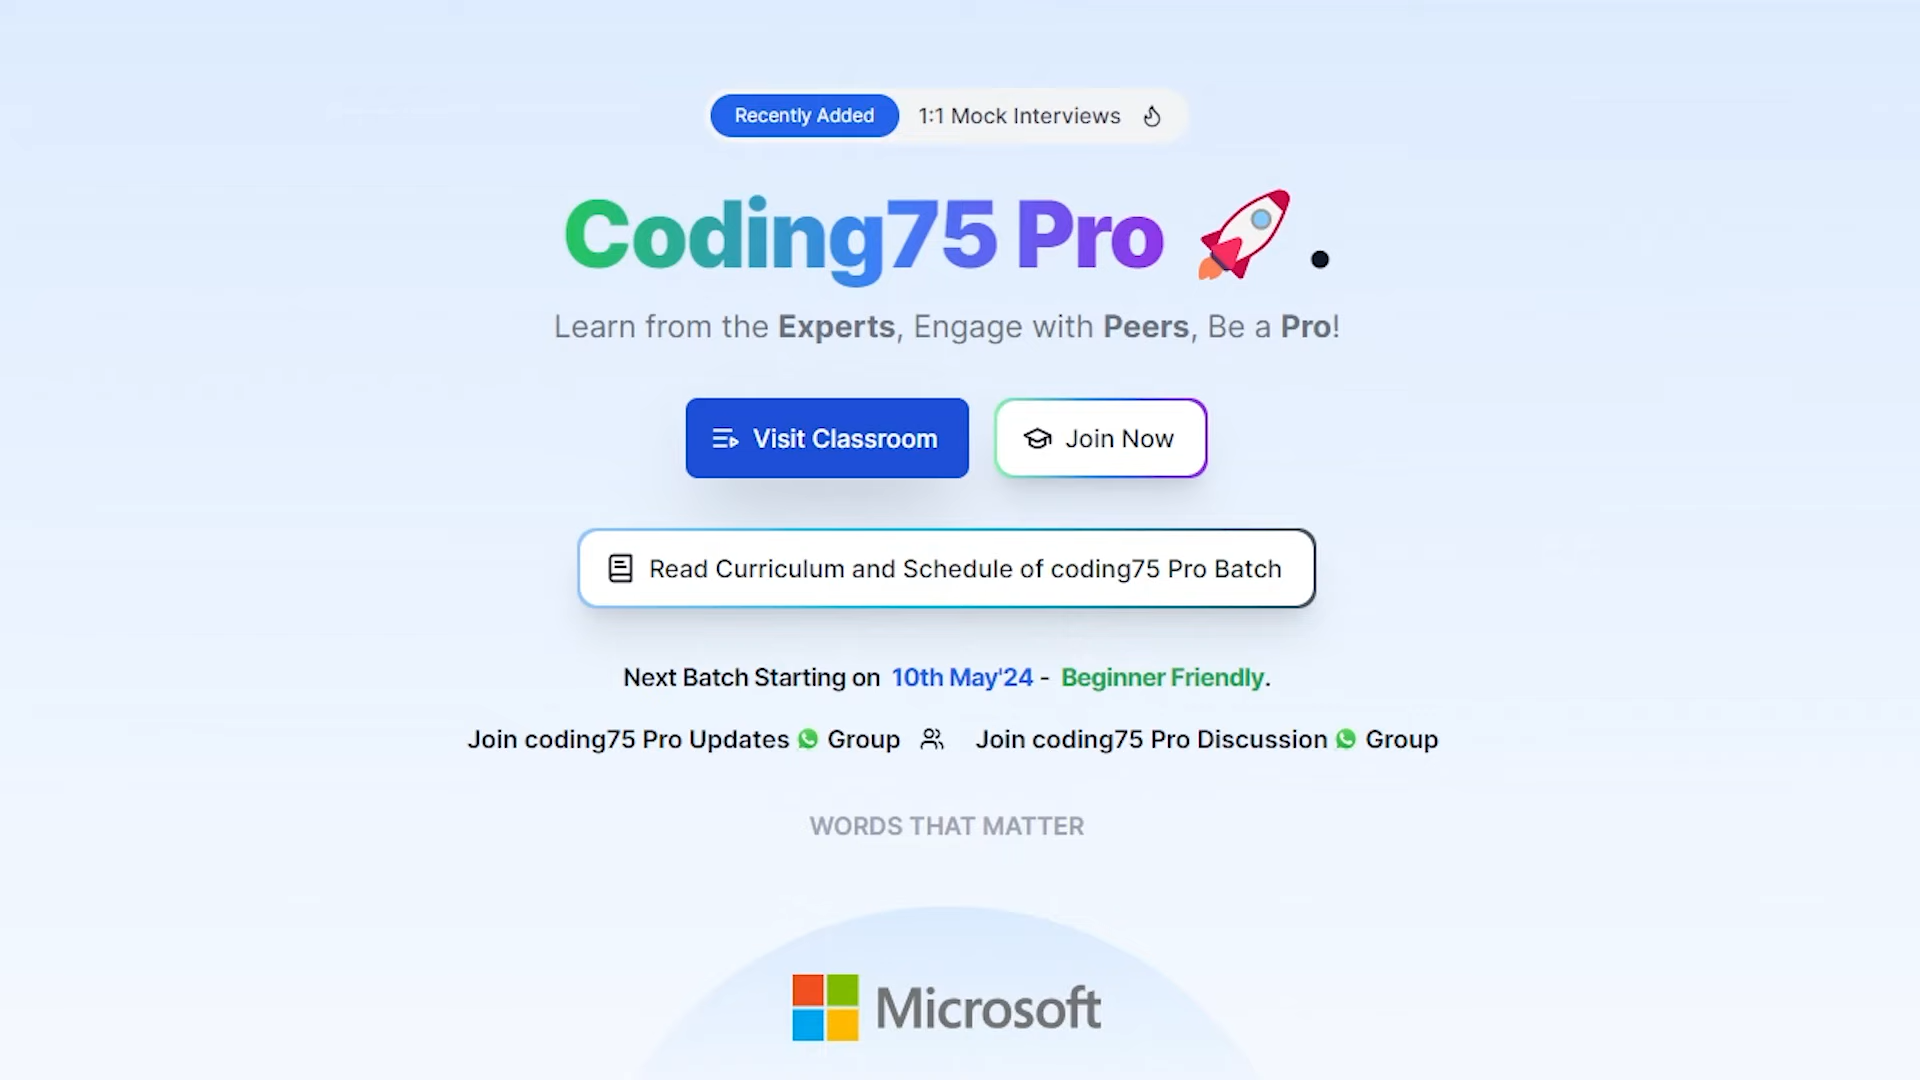 Recently Added 1:1 Mock Interviews
Coding75 Pro 🚀 .
Learn from the Experts, Engage with Peers, Be a Pro!
Visit Classroom Join Now
Read Curriculum and Schedule of coding75 Pro Batch
Next Batch Starting on 10th May'24 - Beginner Friendly.
Join coding75 Pro Updates Group Join coding75 Pro Discussion Group
WORDS THAT MATTER
Microsoft